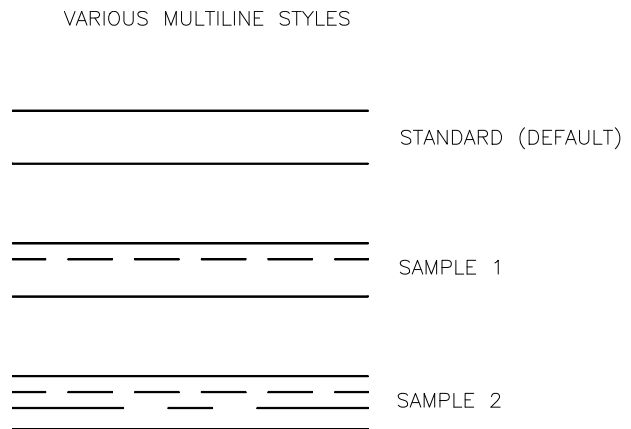 VARIOUS MULTILINE STYLES
STANDARD (DEFAULT)
SAMPLE 1
SAMPLE 2